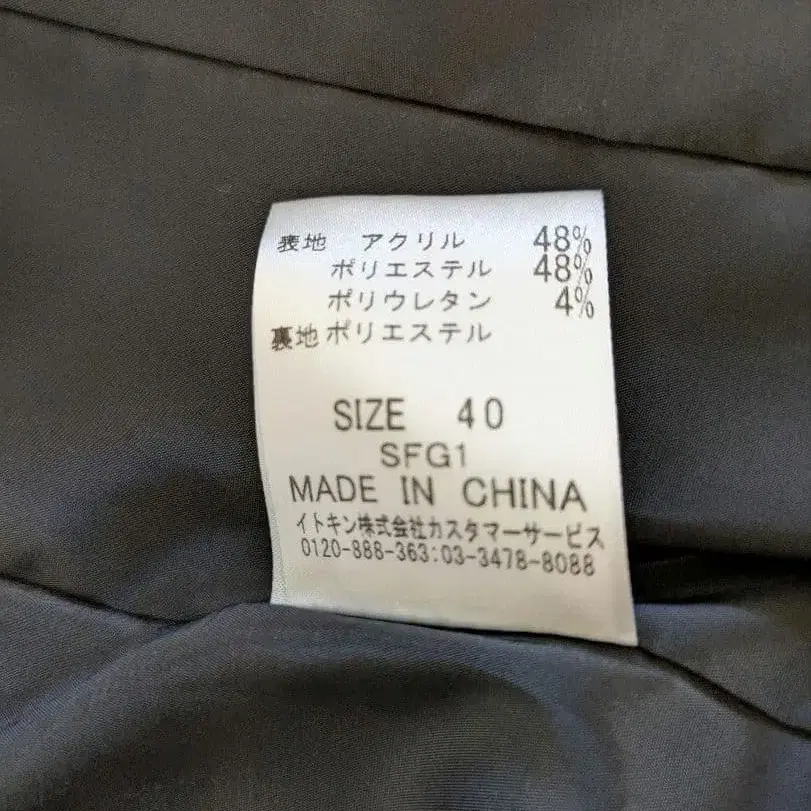 表地 アクリル 48%
ポリエステル 48%
ポリウレタン 4%
裏地ポリエステル
SIZE 40
SFG1
MADE IN CHINA
イトキン株式会社カスタマーサービス
0120-888-363:03-3478-8088